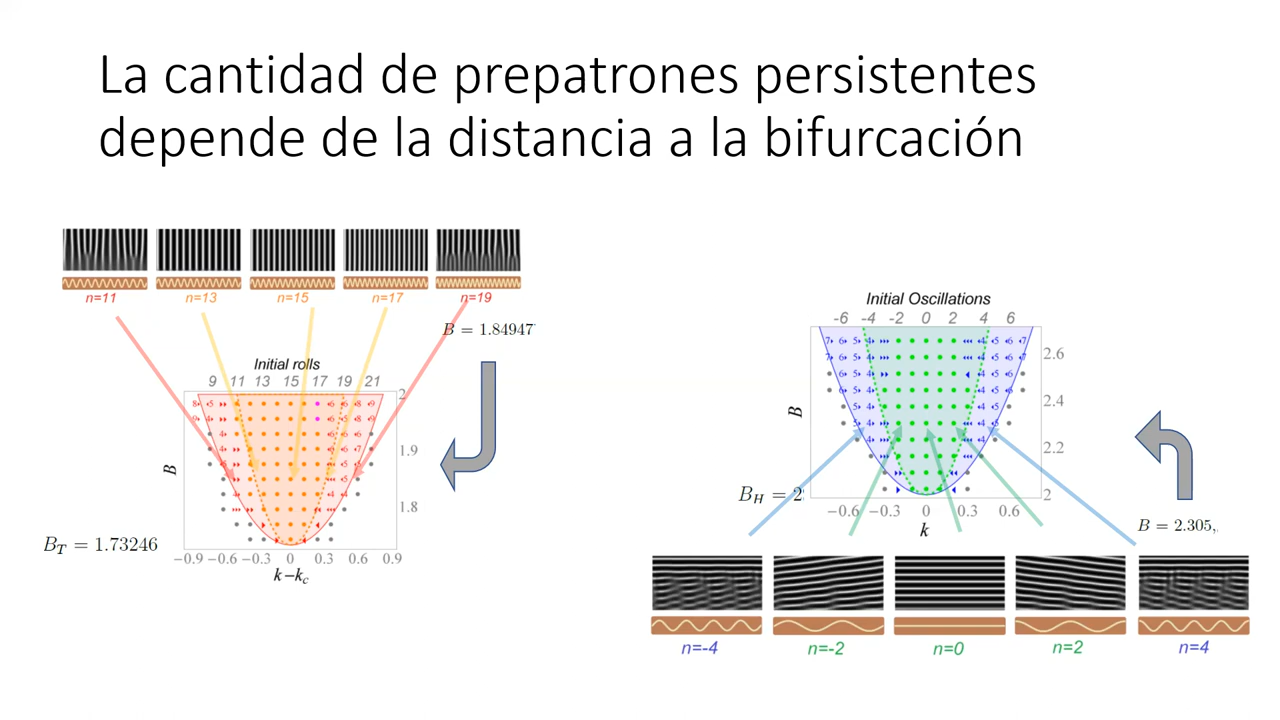 La cantidad de prepatrones persistentes
depende de la distancia a la bifurcación
n=11 n=13 n=15 n=17 n=19
B = 1.84947
Initial rolls
9 11 13 15 17 19 21
2
1.9
1.8
B
B_T = 1.73246
−0.9 −0.6 −0.3 0 0.3 0.6 0.9
k−k_c
Initial Oscillations
-6 -4 -2 0 2 4 6
2.6
2.4
2.2
2
B
B_H = 2
−0.6 −0.3 0 0.3 0.6
k
B = 2.305,
n=-4 n=-2 n=0 n=2 n=4